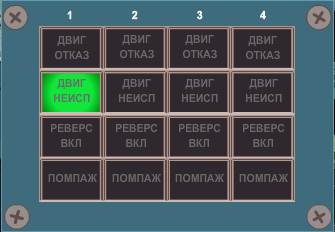 1 2 3 4
ДВИГ ДВИГ ДВИГ ДВИГ
ОТКАЗ ОТКАЗ ОТКАЗ ОТКАЗ
ДВИГ ДВИГ ДВИГ ДВИГ
НЕИСП НЕИСП НЕИСП НЕИСП
РЕВЕРС РЕВЕРС РЕВЕРС РЕВЕРС
ВКЛ ВКЛ ВКЛ ВКЛ
ПОМПАЖ ПОМПАЖ ПОМПАЖ ПОМПАЖ